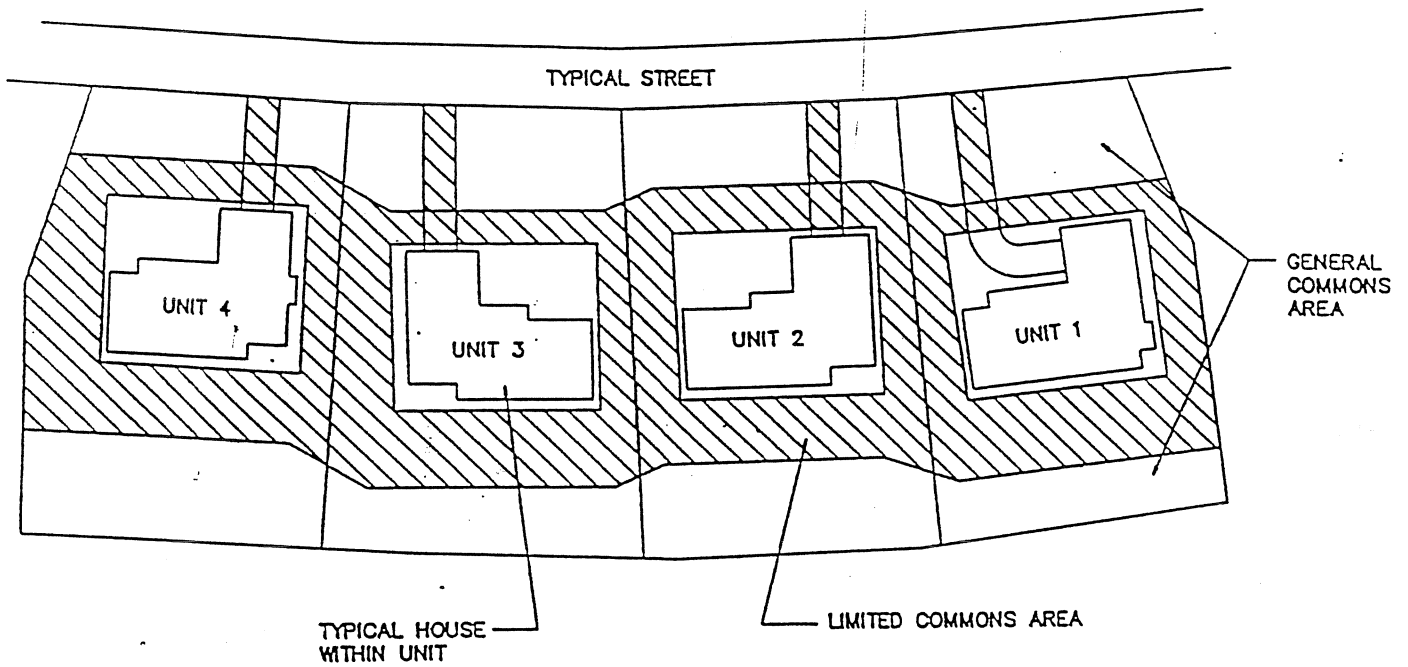 TYPICAL STREET
UNIT 4
UNIT 3
UNIT 2
UNIT 1
GENERAL
COMMONS
AREA
TYPICAL HOUSE
WITHIN UNIT
LIMITED COMMONS AREA